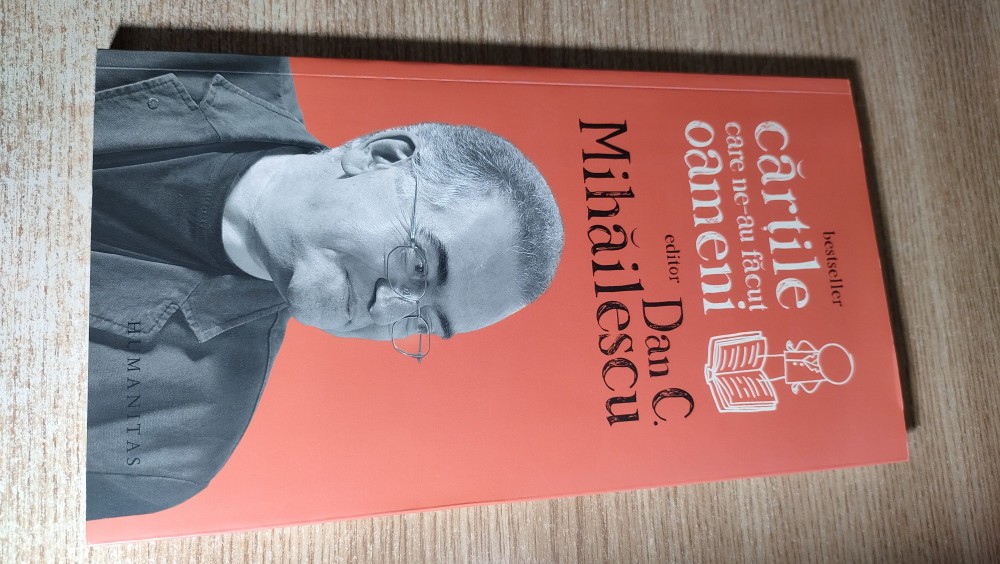 bestseller
cărțile
care ne-au făcut
oameni
editor Dan C.
Mihăilescu
HUMANITAS